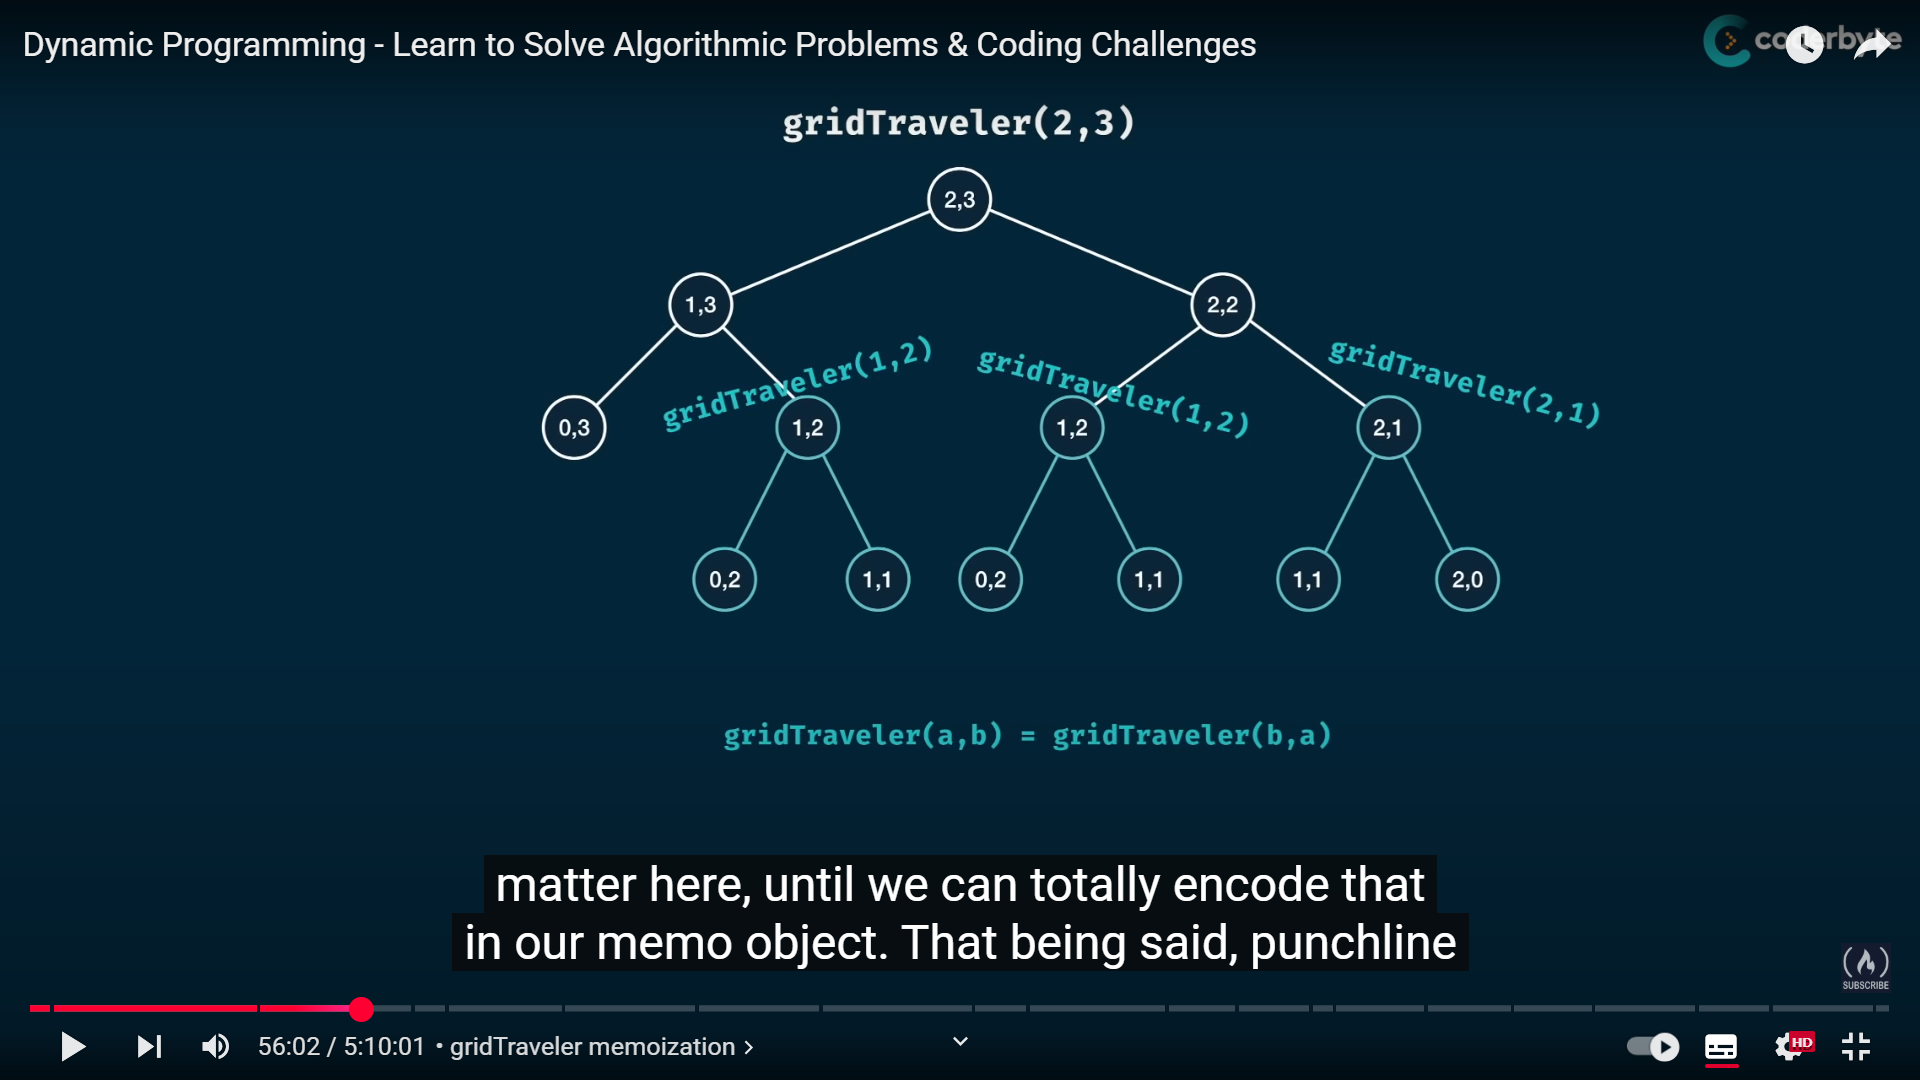 Dynamic Programming - Learn to Solve Algorithmic Problems & Coding Challenges
coderbyte
gridTraveler(2,3)
2,3
1,3
2,2
gridTraveler(1,2)
gridTraveler(1,2)
gridTraveler(2,1)
0,3
1,2
1,2
2,1
0,2
1,1
0,2
1,1
1,1
2,0
gridTraveler(a,b) = gridTraveler(b,a)
matter here, until we can totally encode that
in our memo object. That being said, punchline
SUBSCRIBE
56:02 / 5:10:01 • gridTraveler memoization
HD